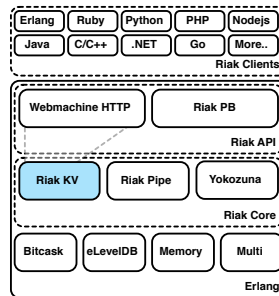 Erlang Ruby Python PHP Nodejs
Java C/C++ .NET Go More..
Riak Clients
Webmachine HTTP Riak PB
Riak API
Riak KV Riak Pipe Yokozuna
Riak Core
Bitcask eLevelDB Memory Multi
Erlang